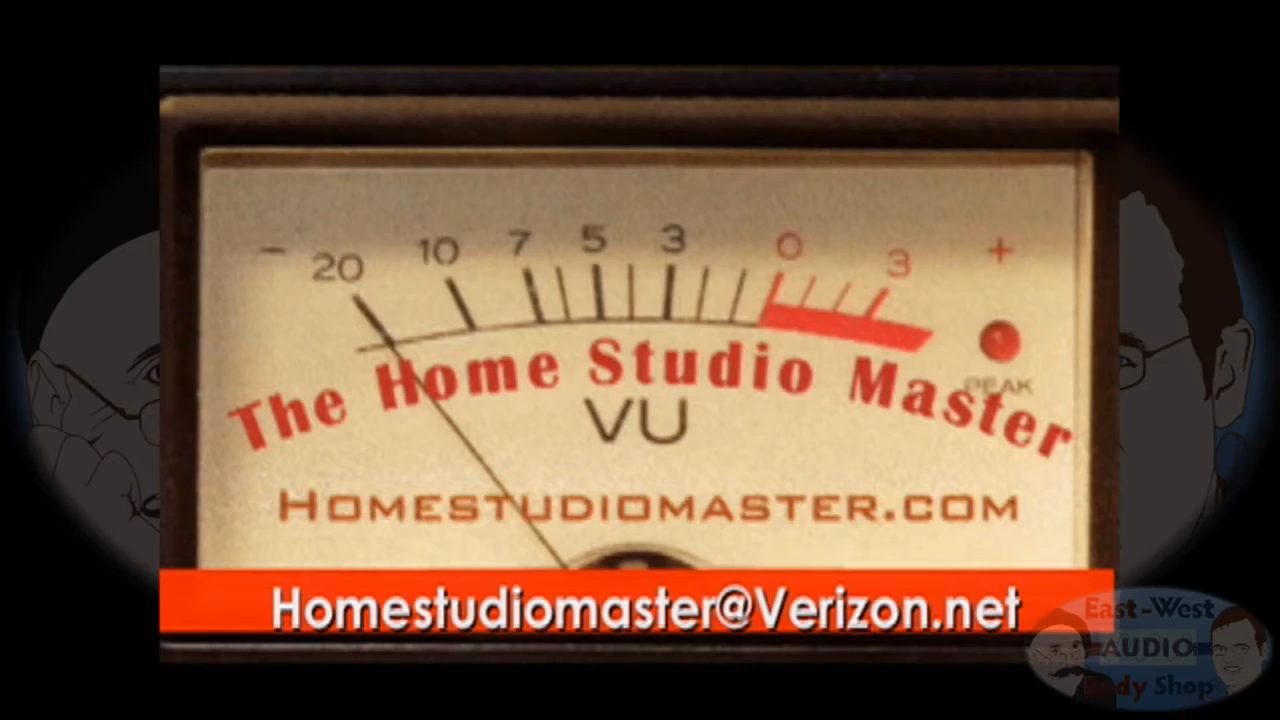 - 20 10 7 5 3 0 3 +
PEAK
The Home Studio Master
VU
HOMESTUDIOMASTER.COM
Homestudiomaster@Verizon.net
East-West
AUDIO
Body Shop